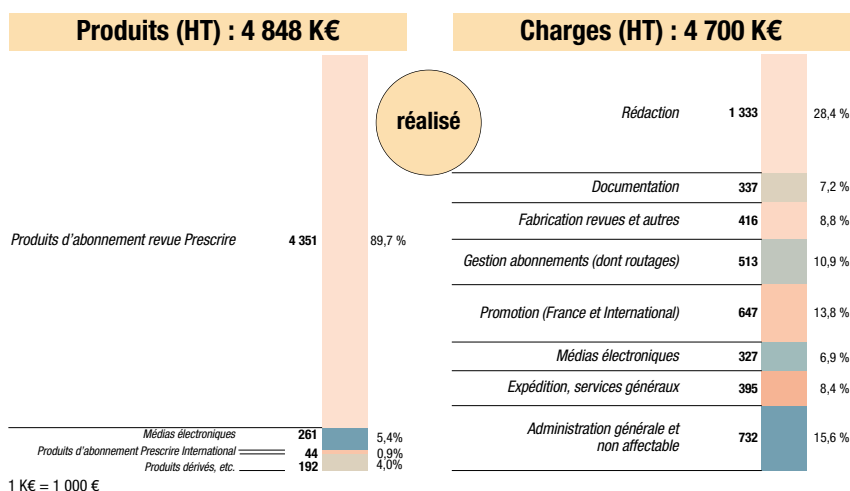 Produits (HT) : 4 848 K€
Produits d'abonnement revue Prescrire 4 351 89,7 %
Médias électroniques 261 5,4%
Produits d'abonnement Prescrire International 44 0,9%
Produits dérivés, etc. 192 4,0%
1 K€ = 1 000 €
réalisé
Charges (HT) : 4 700 K€
Rédaction 1 333 28,4 %
Documentation 337 7,2 %
Fabrication revues et autres 416 8,8 %
Gestion abonnements (dont routages) 513 10,9 %
Promotion (France et International) 647 13,8 %
Médias électroniques 327 6,9 %
Expédition, services généraux 395 8,4 %
Administration générale et
non affectable 732 15,6 %